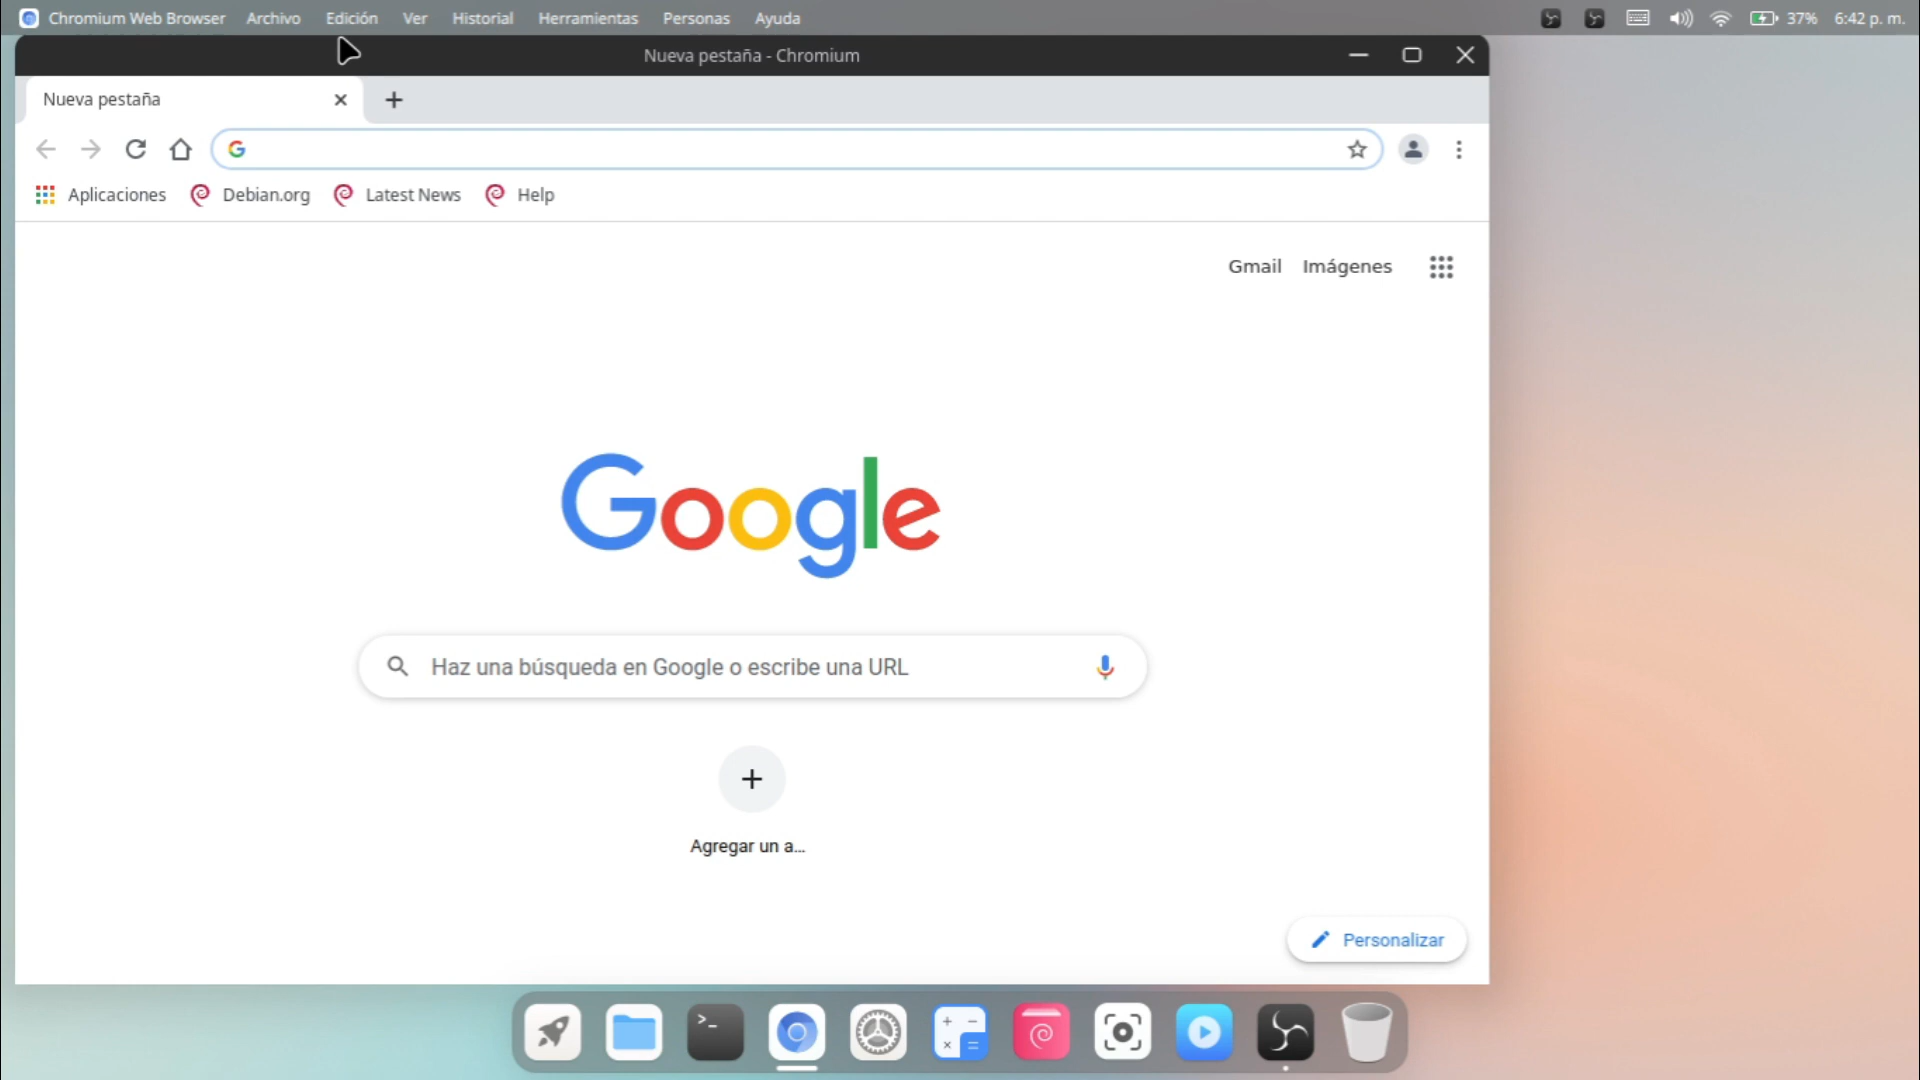 Chromium Web Browser Archivo Edición Ver Historial Herramientas Personas Ayuda 37% 6:42 p. m.
Nueva pestaña - Chromium
Nueva pestaña
Aplicaciones Debian.org Latest News Help
Gmail Imágenes
Google
Haz una búsqueda en Google o escribe una URL
Agregar un a...
Personalizar